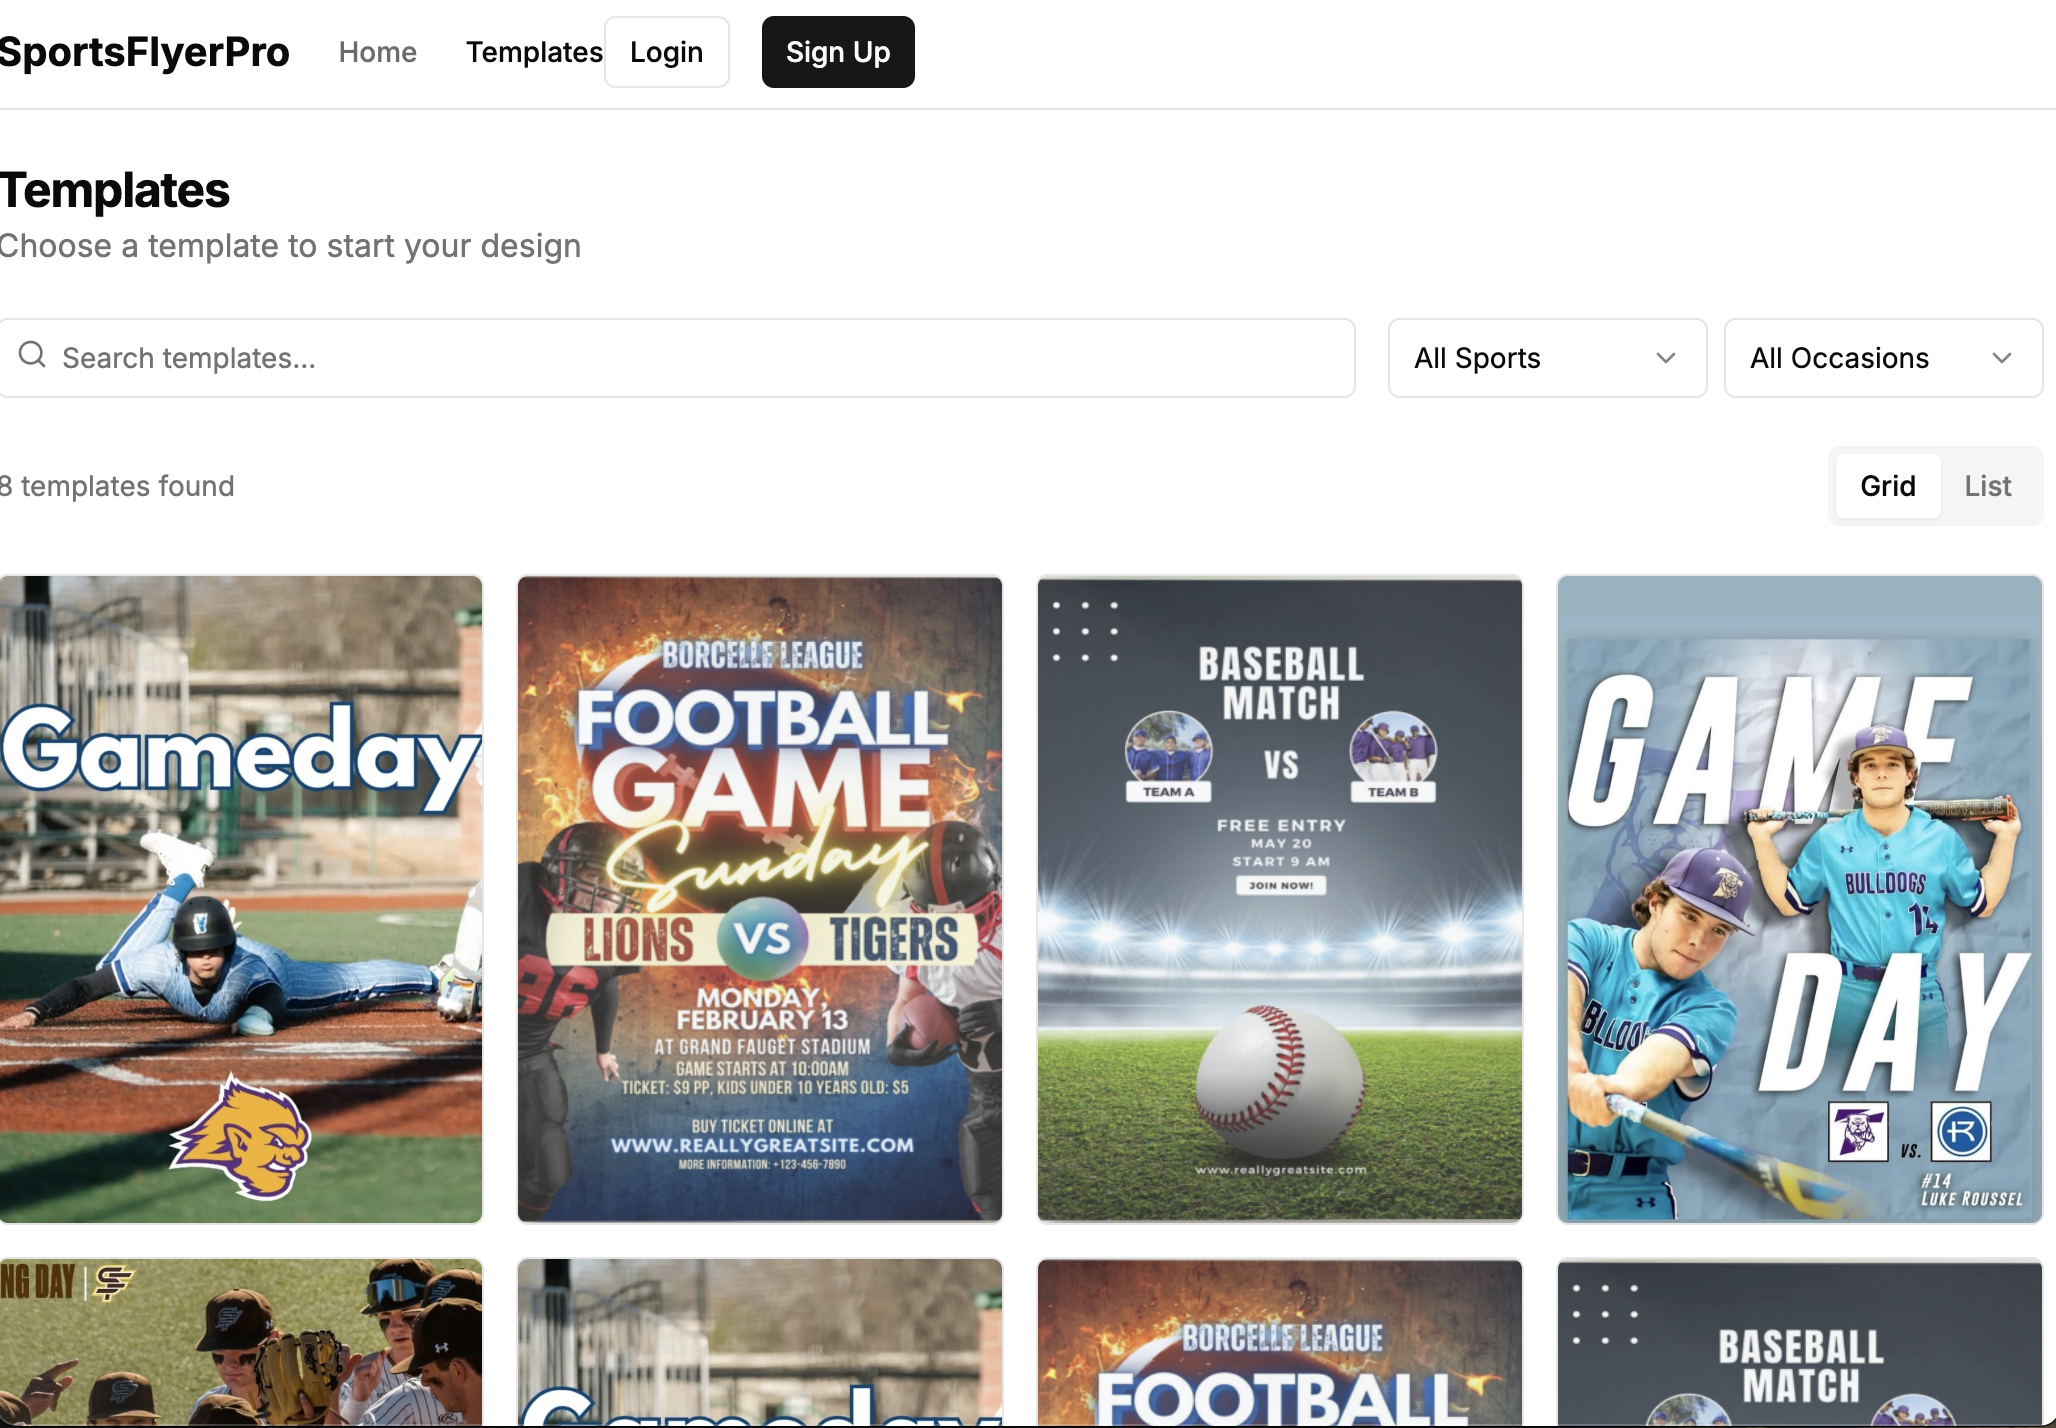 SportsFlyerPro Home Templates Login Sign Up
Templates
Choose a template to start your design
Search templates...
All Sports
All Occasions
8 templates found
Grid List
Gameday
BORCELLE LEAGUE
FOOTBALL
GAME
Sunday
LIONS VS TIGERS
MONDAY,
FEBRUARY 13
AT GRAND FAUGET STADIUM
GAME STARTS AT 10:00AM
TICKET: $9 PP, KIDS UNDER 10 YEARS OLD: $5
BUY TICKET ONLINE AT
WWW.REALLYGREATSITE.COM
MORE INFORMATION: +123-456-7890
BASEBALL
MATCH
VS
TEAM A
TEAM B
FREE ENTRY
MAY 20
START 9 AM
JOIN NOW!
www.reallygreatsite.com
GAME
BULLDOGS
14
DAY
VS.
#14
LUKE ROUSSEL
NG DAY
Gameday
BORCELLE LEAGUE
FOOTBALL
BASEBALL
MATCH